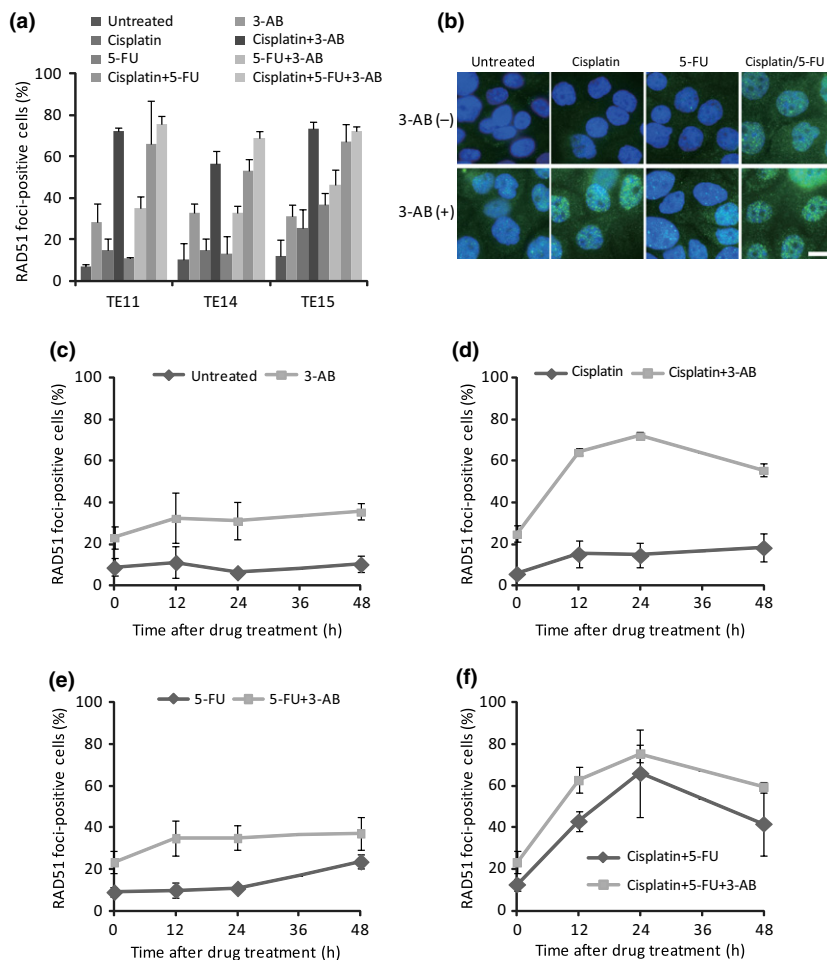 (a)
Untreated
Cisplatin
5-FU
Cisplatin+5-FU
3-AB
Cisplatin+3-AB
5-FU+3-AB
Cisplatin+5-FU+3-AB
RAD51 foci-positive cells (%)
100
80
60
40
20
0
TE11 TE14 TE15
(b)
Untreated Cisplatin 5-FU Cisplatin/5-FU
3-AB (−)
3-AB (+)
(c)
Untreated 3-AB
RAD51 foci-positive cells (%)
100
80
60
40
20
0
0 12 24 36 48
Time after drug treatment (h)
(d)
Cisplatin Cisplatin+3-AB
RAD51 foci-positive cells (%)
100
80
60
40
20
0
0 12 24 36 48
Time after drug treatment (h)
(e)
5-FU 5-FU+3-AB
RAD51 foci-positive cells (%)
100
80
60
40
20
0
0 12 24 36 48
Time after drug treatment (h)
(f)
RAD51 foci-positive cells (%)
100
80
60
40
20
0
Cisplatin+5-FU
Cisplatin+5-FU+3-AB
0 12 24 36 48
Time after drug treatment (h)